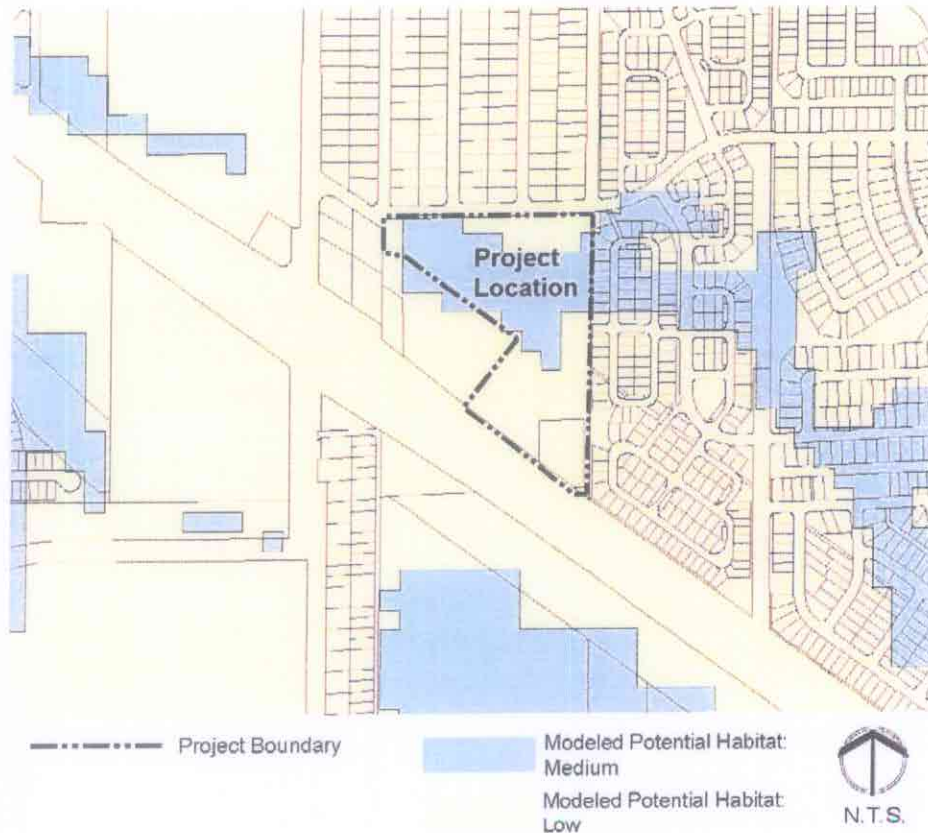 Project
Location
Project Boundary
Modeled Potential Habitat:
Medium
Modeled Potential Habitat:
Low
N.T.S.